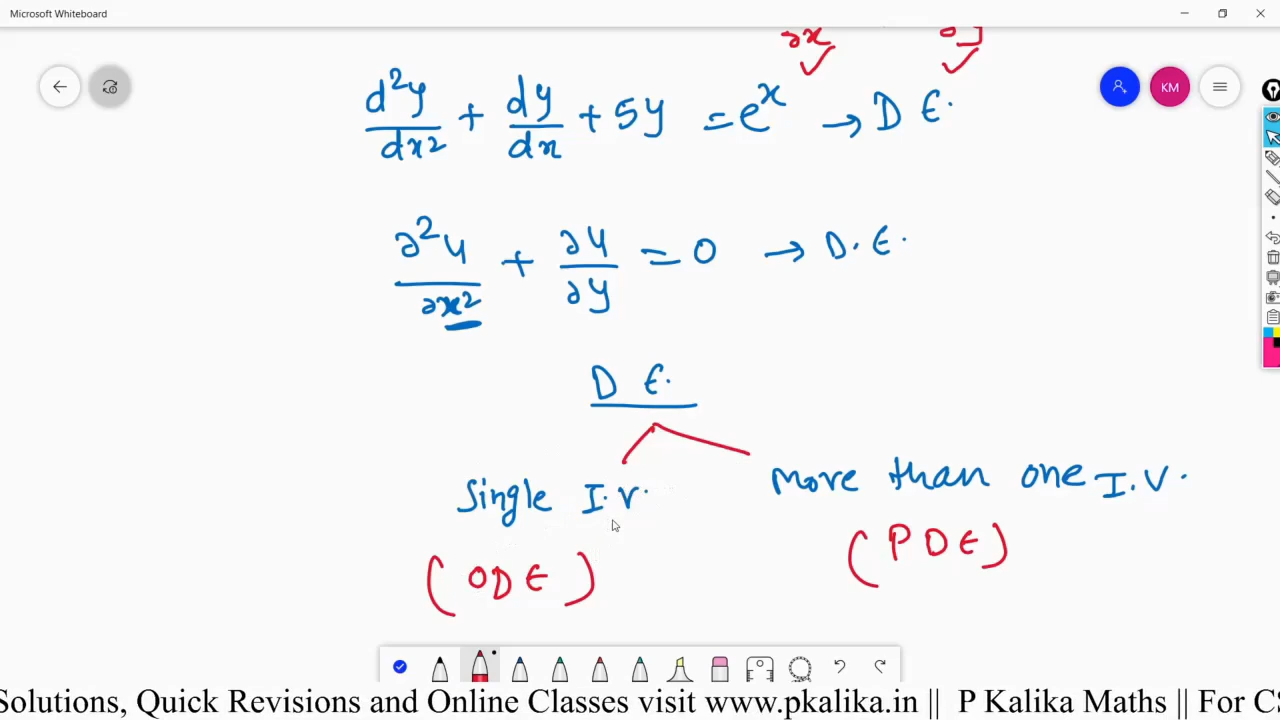 Microsoft Whiteboard
∂x ∂y
KM
d²y/dx² + dy/dx + 5y = e^x → D E.
∂²u/∂x² + ∂u/∂y = 0 → D. E.
D E.
Single I. V. more than one I. V.
(ODE) (PDE)
Solutions, Quick Revisions and Online Classes visit www.pkalika.in || P Kalika Maths || For CS